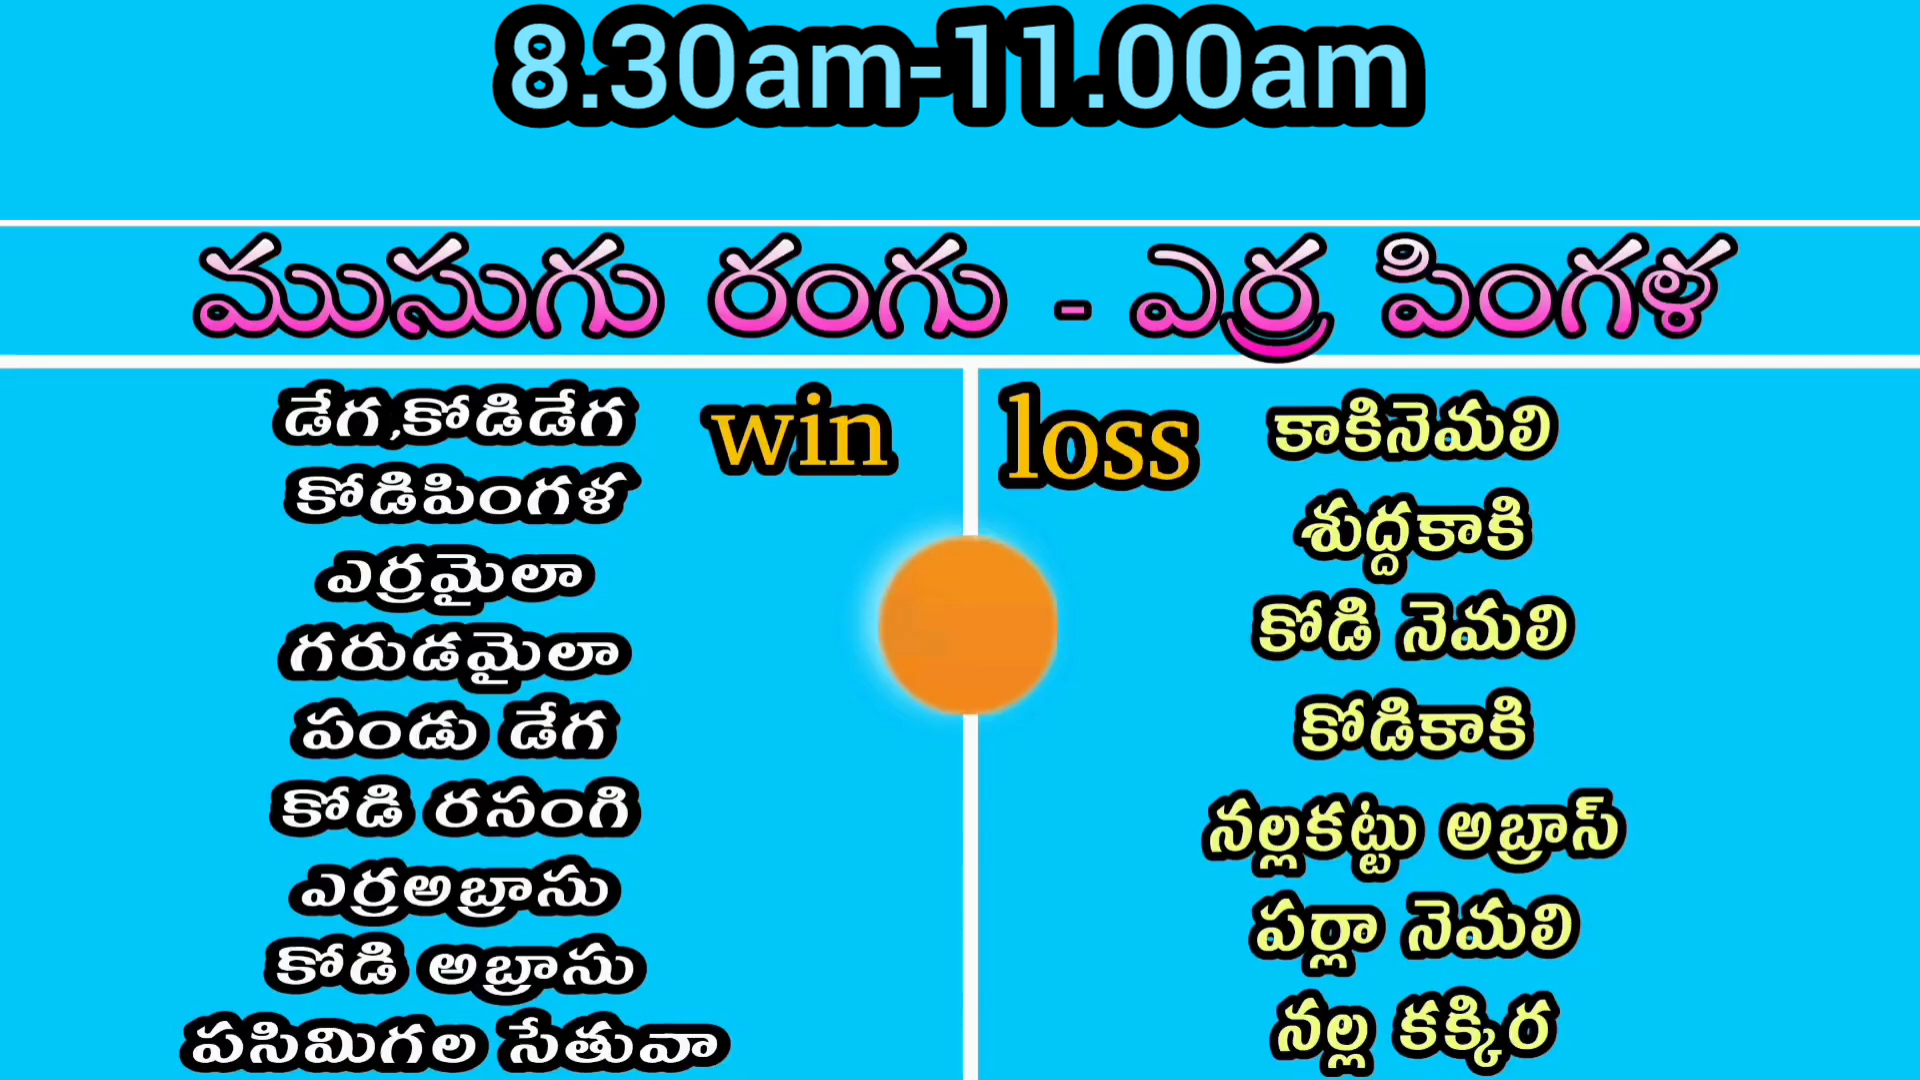 8.30am-11.00am
ముసుగు రంగు - ఎర్ర పింగళ
win
డేగ,కోడిడేగ
కోడిపింగళ
ఎర్రమైలా
గరుడమైలా
పండు డేగ
కోడి రసంగి
ఎర్రఅబ్రాసు
కోడి అబ్రాసు
పసిమిగల సేతువా
loss
కాకినెమలి
శుద్దకాకి
కోడి నెమలి
కోడికాకి
నల్లకట్టు అబ్రాస్
పర్లా నెమలి
నల్ల కక్కిర